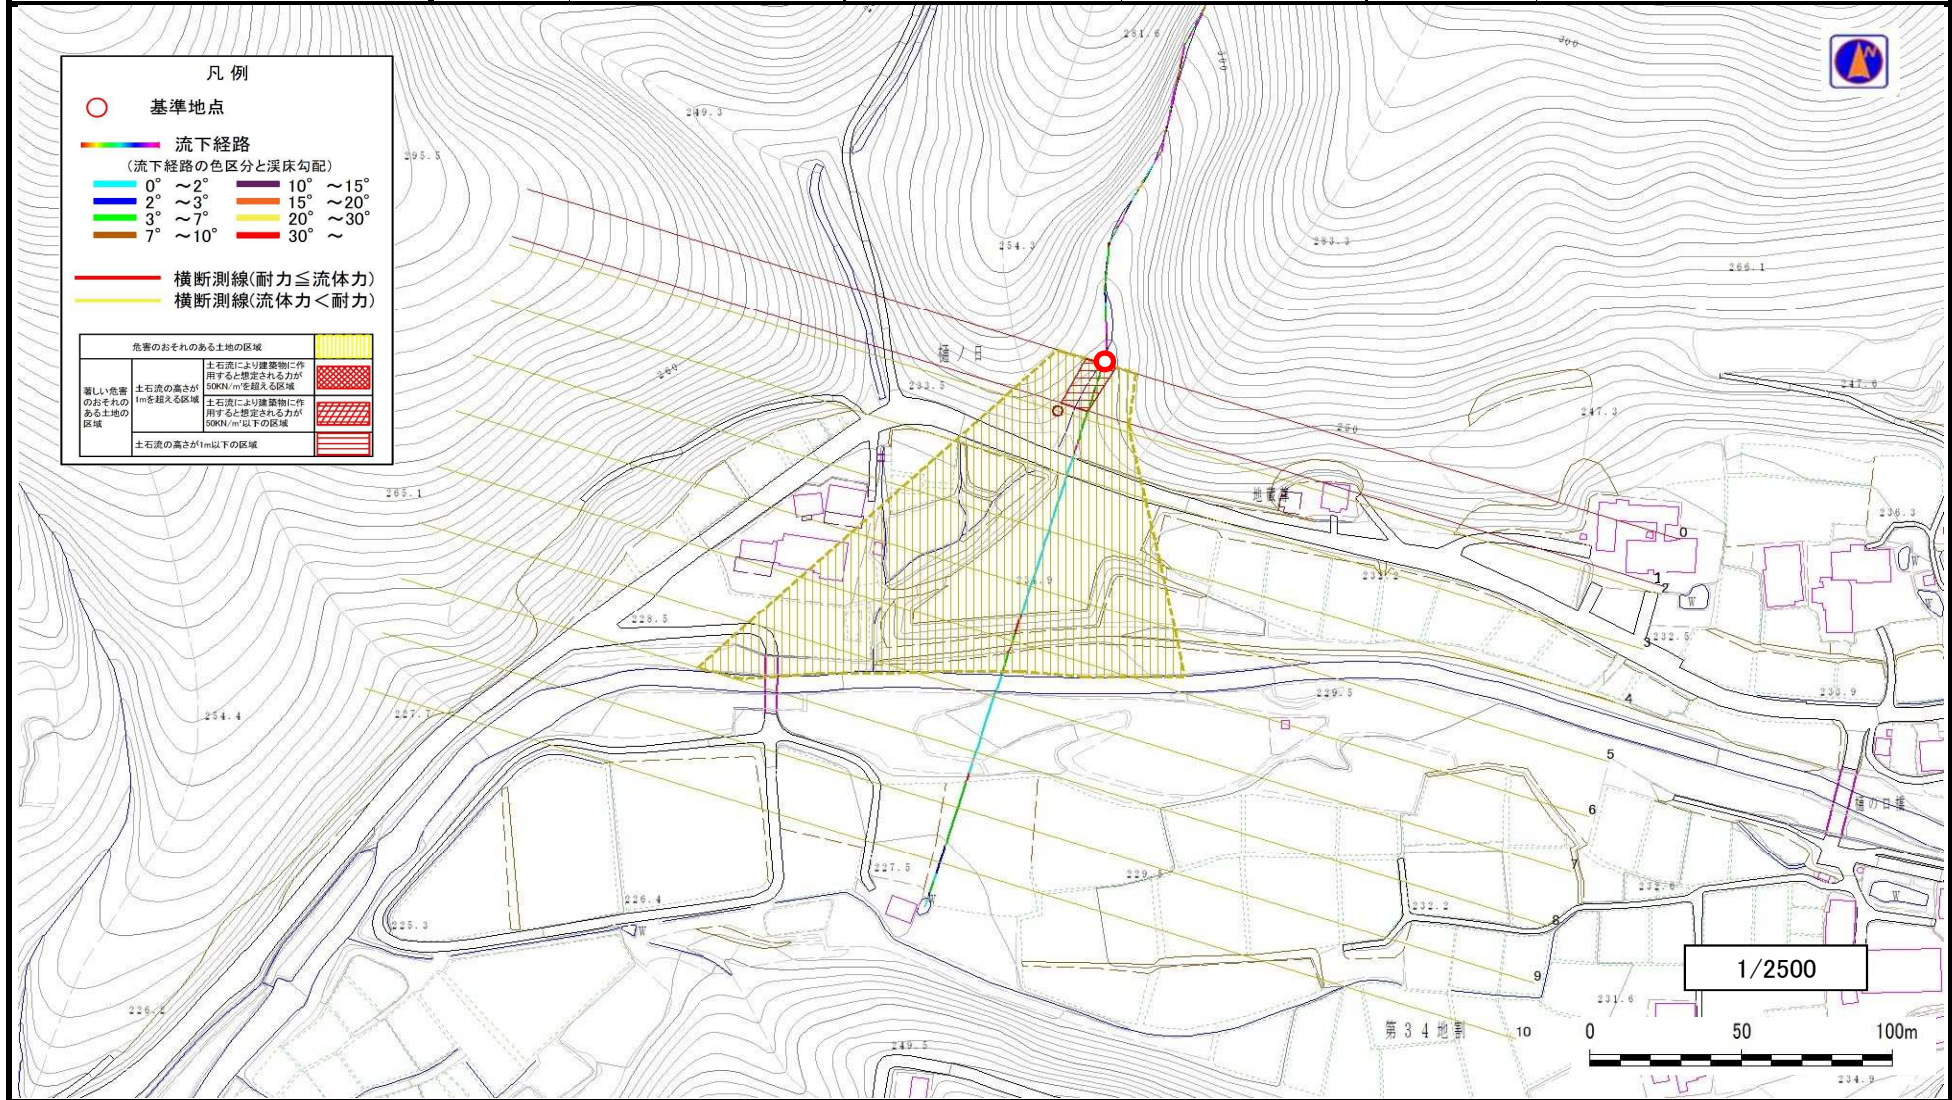 凡例
基準地点
流下経路
(流下経路の色区分と渓床勾配)
0° ～2° 10° ～15°
2° ～3° 15° ～20°
3° ～7° 20° ～30°
7° ～10° 30° ～
横断測線(耐力≦流体力)
横断測線(流体力＜耐力)
危害のおそれのある土地の区域
著しい危害のおそれのある土地の区域
土石流の高さが1mを超える区域
土石流により建築物に作用すると想定される力が50KN/㎡を超える区域
土石流により建築物に作用すると想定される力が50KN/㎡以下の区域
土石流の高さが1m以下の区域
N
281.6
300
300
249.3
295.5
254.3
283.3
266.1
樋ノ口
233.5
260
247.6
247.3
250
265.1
地蔵
236.3
0
1
2
W
W
W
228.5
232.5
3
4
229.5
254.4
227.7
5
6
7
8
9
10
227.5
W
226.4
W
225.3
232.2
W
231.6
226.2
249.5
第34地割
234.9
1/2500
0 50 100m